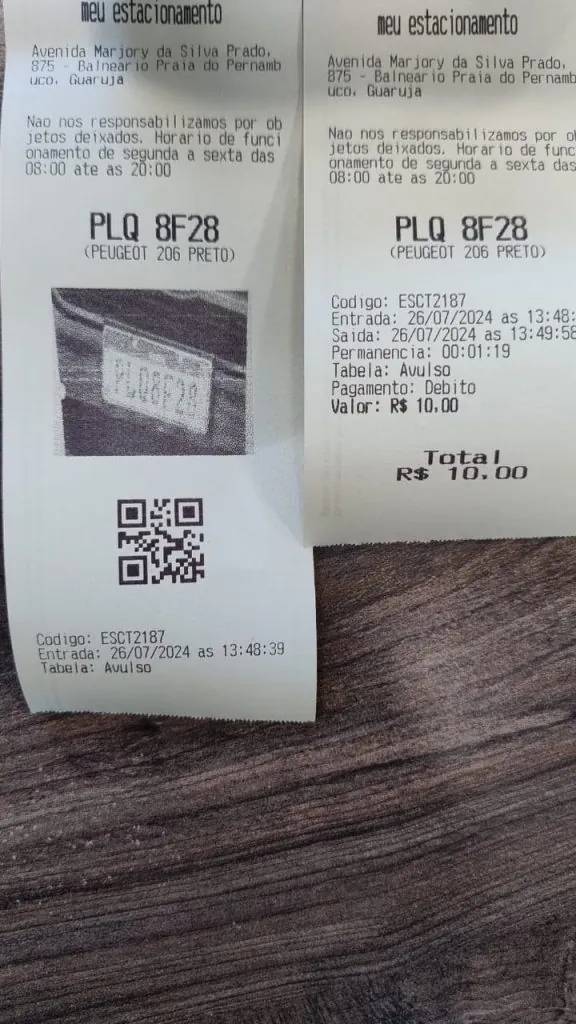 meu estacionamento
Avenida Marjory da Silva Prado,
875 - Balneario Praia do Pernamb
uco, Guaruja
Nao nos responsabilizamos por ob
jetos deixados. Horario de funci
onamento de segunda a sexta das
08:00 ate as 20:00
PLQ 8F28
(PEUGEOT 206 PRETO)
PLQ8F28
Codigo: ESCT2187
Entrada: 26/07/2024 as 13:48:39
Tabela: Avulso
meu estacionamento
Avenida Marjory da Silva Prado,
875 - Balneario Praia do Pernamb
uco, Guaruja
Nao nos responsabilizamos por ob
jetos deixados. Horario de func
onamento de segunda a sexta das
08:00 ate as 20:00
PLQ 8F28
(PEUGEOT 206 PRETO)
Codigo: ESCT2187
Entrada: 26/07/2024 as 13:48:
Saida: 26/07/2024 as 13:49:58
Permanencia: 00:01:19
Tabela: Avulso
Pagamento: Debito
Valor: R$ 10,00
Total
R$ 10,00